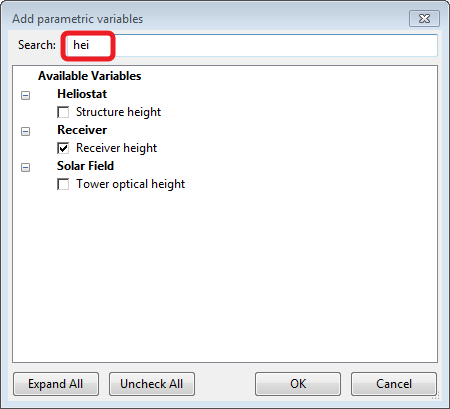 Add parametric variables
Search: hei
Available Variables
Heliostat
Structure height
Receiver
Receiver height
Solar Field
Tower optical height
Expand All Uncheck All OK Cancel